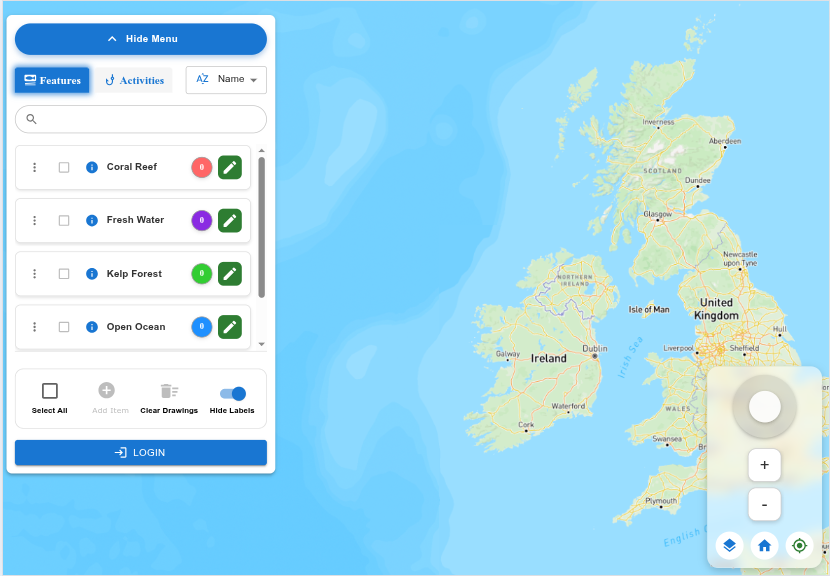 Hide Menu
Features
Activities
AZ
Name
Coral Reef
0
Fresh Water
0
Kelp Forest
0
Open Ocean
0
Select All
Add Item
Clear Drawings
Hide Labels
LOGIN
Inverness
Aberdeen
SCOTLAND
Dundee
Glasgow
Newcastle
upon Tyne
NORTHERN
IRELAND
Isle of Man
United
Kingdom
Hull
Irish Sea
Dublin
Liverpool
Sheffield
Galway
Ireland
WALES
Waterford
Cork
Swansea
Plymouth
English
+
-